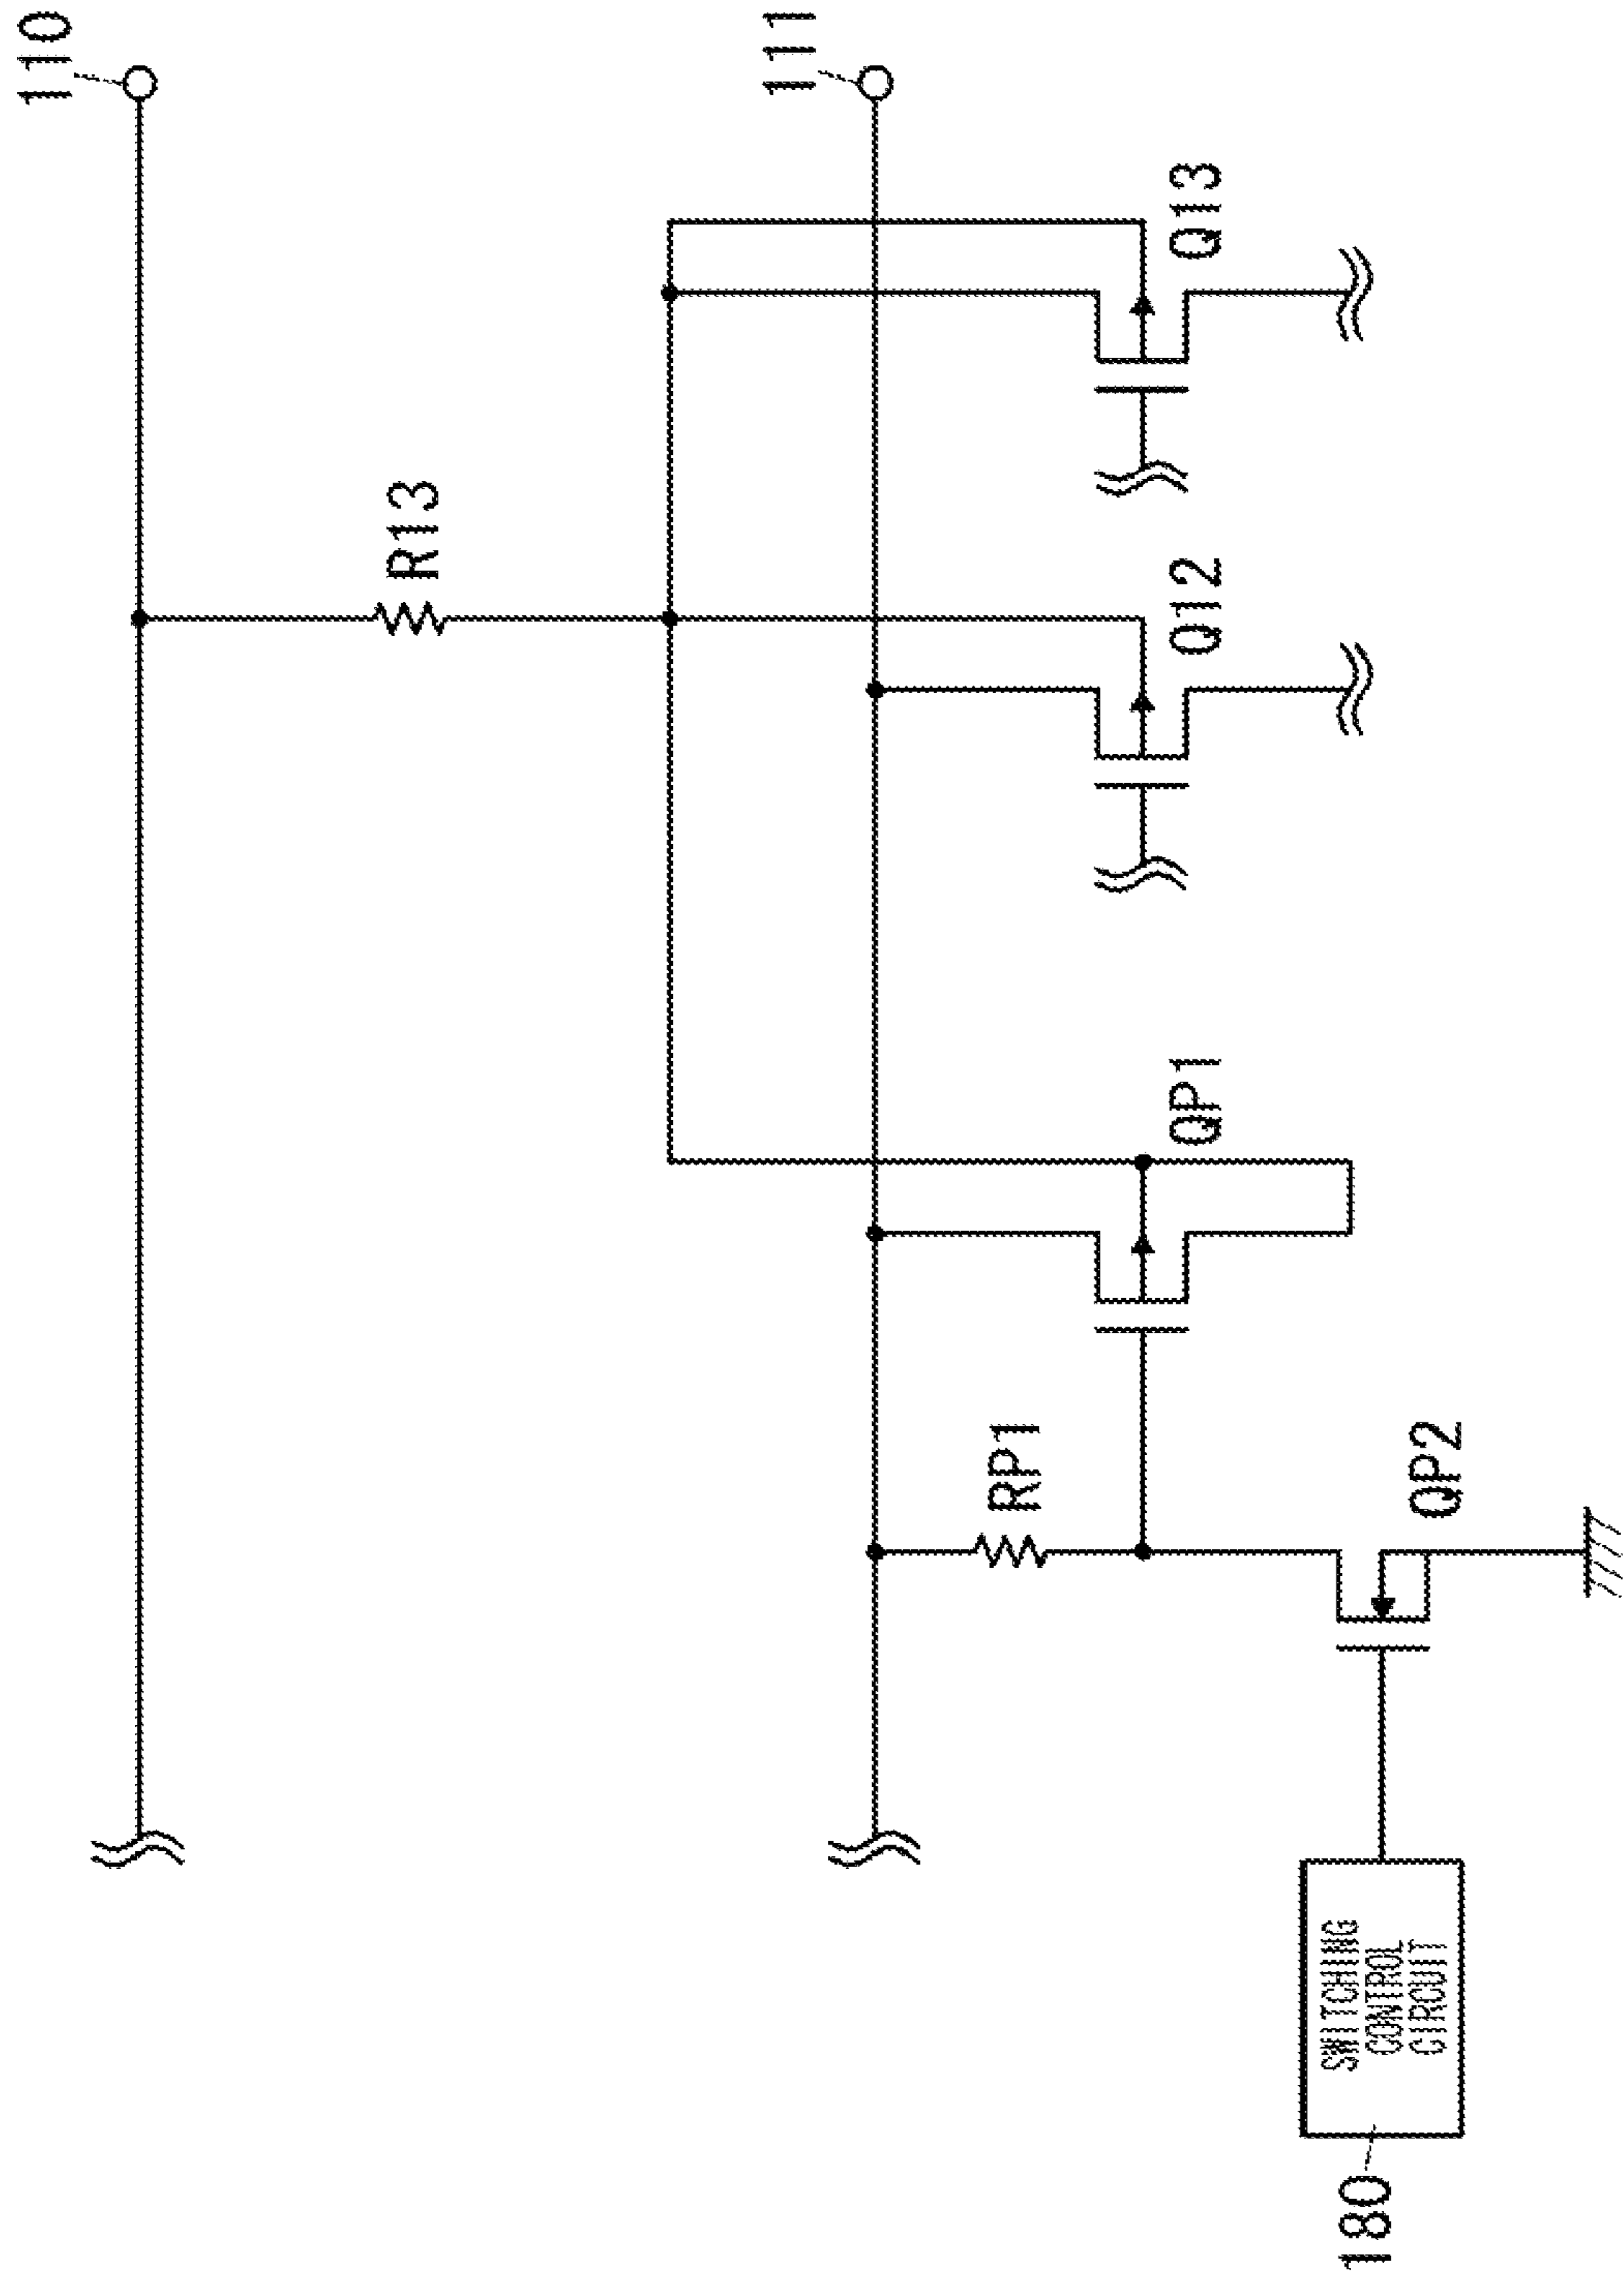 110
111
R13
Q13
Q12
QP1
RP1
QP2
SWITCHING
CONTROL
CIRCUIT
180